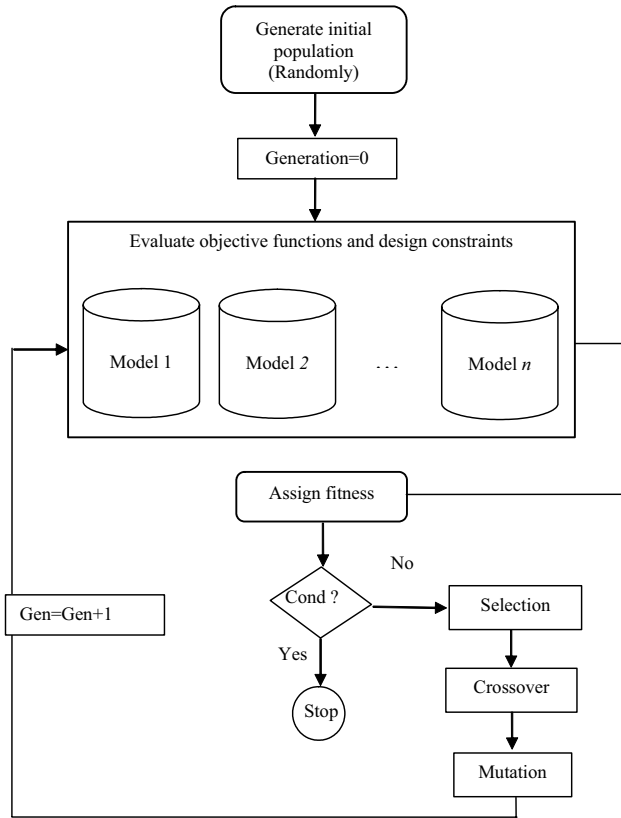 Generate initial
population
(Randomly)
Generation=0
Evaluate objective functions and design constraints
Model 1
Model 2
...
Model n
Assign fitness
No
Cond ?
Selection
Gen=Gen+1
Yes
Crossover
Stop
Mutation